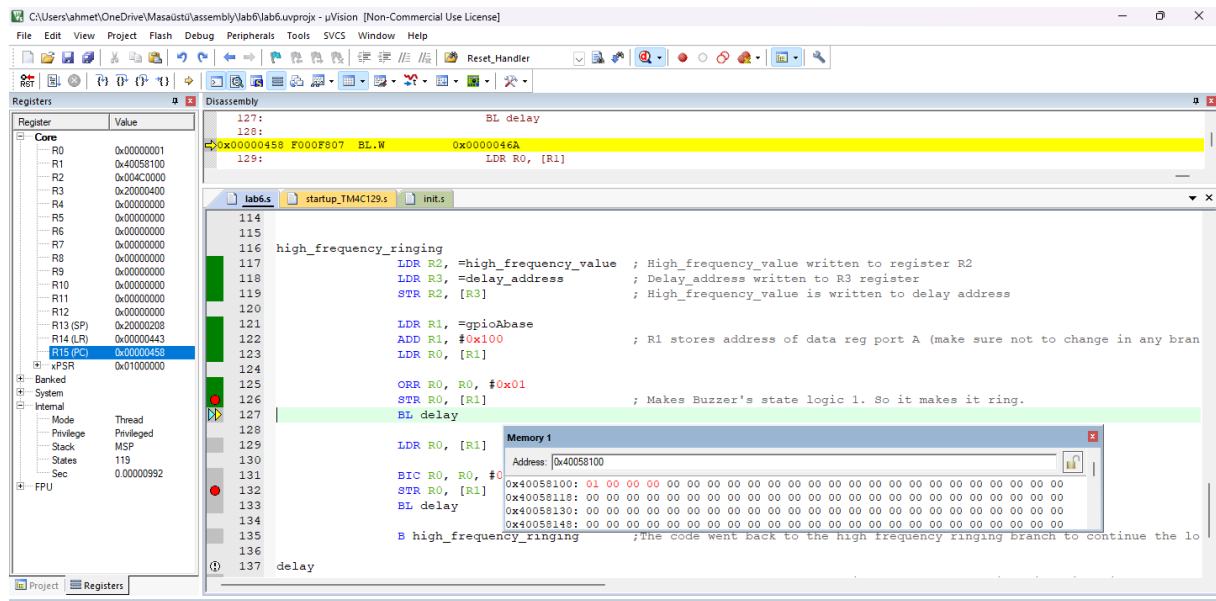 C:\Users\ahmet\OneDrive\Masaüstü\assembly\lab6\lab6.uvprojx - µVision [Non-Commercial Use License]
File Edit View Project Flash Debug Peripherals Tools SVCS Window Help
Reset_Handler
RST
Registers
Register Value
Core
R0 0x00000001
R1 0x40058100
R2 0x004C0000
R3 0x20000400
R4 0x00000000
R5 0x00000000
R6 0x00000000
R7 0x00000000
R8 0x00000000
R9 0x00000000
R10 0x00000000
R11 0x00000000
R12 0x00000000
R13 (SP) 0x20000208
R14 (LR) 0x00000443
R15 (PC) 0x00000458
xPSR 0x01000000
Banked
System
Internal
Mode Thread
Privilege Privileged
Stack MSP
States 119
Sec 0.00000992
FPU
Project Registers
Disassembly
127: BL delay
128:
0x00000458 F000F807 BL.W 0x0000046A
129: LDR R0, [R1]
lab6.s startup_TM4C129.s init.s
114
115
116 high_frequency_ringing
117 LDR R2, =high_frequency_value ; High_frequency_value written to register R2
118 LDR R3, =delay_address ; Delay_address written to R3 register
119 STR R2, [R3] ; High_frequency_value is written to delay address
120
121 LDR R1, =gpioAbase
122 ADD R1, #0x100 ; R1 stores address of data reg port A (make sure not to change in any bran
123 LDR R0, [R1]
124
125 ORR R0, R0, #0x01
126 STR R0, [R1] ; Makes Buzzer's state logic 1. So it makes it ring.
127 BL delay
128
129 LDR R0, [R1]
130
131 BIC R0, R0, #0
132 STR R0, [R1]
133 BL delay
134
135 B high_frequency_ringing ;The code went back to the high frequency ringing branch to continue the lo
136
137 delay
Memory 1
Address: 0x40058100
0x40058100: 01 00 00 00 00 00 00 00 00 00 00 00 00 00 00 00 00 00 00 00 00 00 00 00
0x40058118: 00 00 00 00 00 00 00 00 00 00 00 00 00 00 00 00 00 00 00 00 00 00 00 00
0x40058130: 00 00 00 00 00 00 00 00 00 00 00 00 00 00 00 00 00 00 00 00 00 00 00 00
0x40058148: 00 00 00 00 00 00 00 00 00 00 00 00 00 00 00 00 00 00 00 00 00 00 00 00